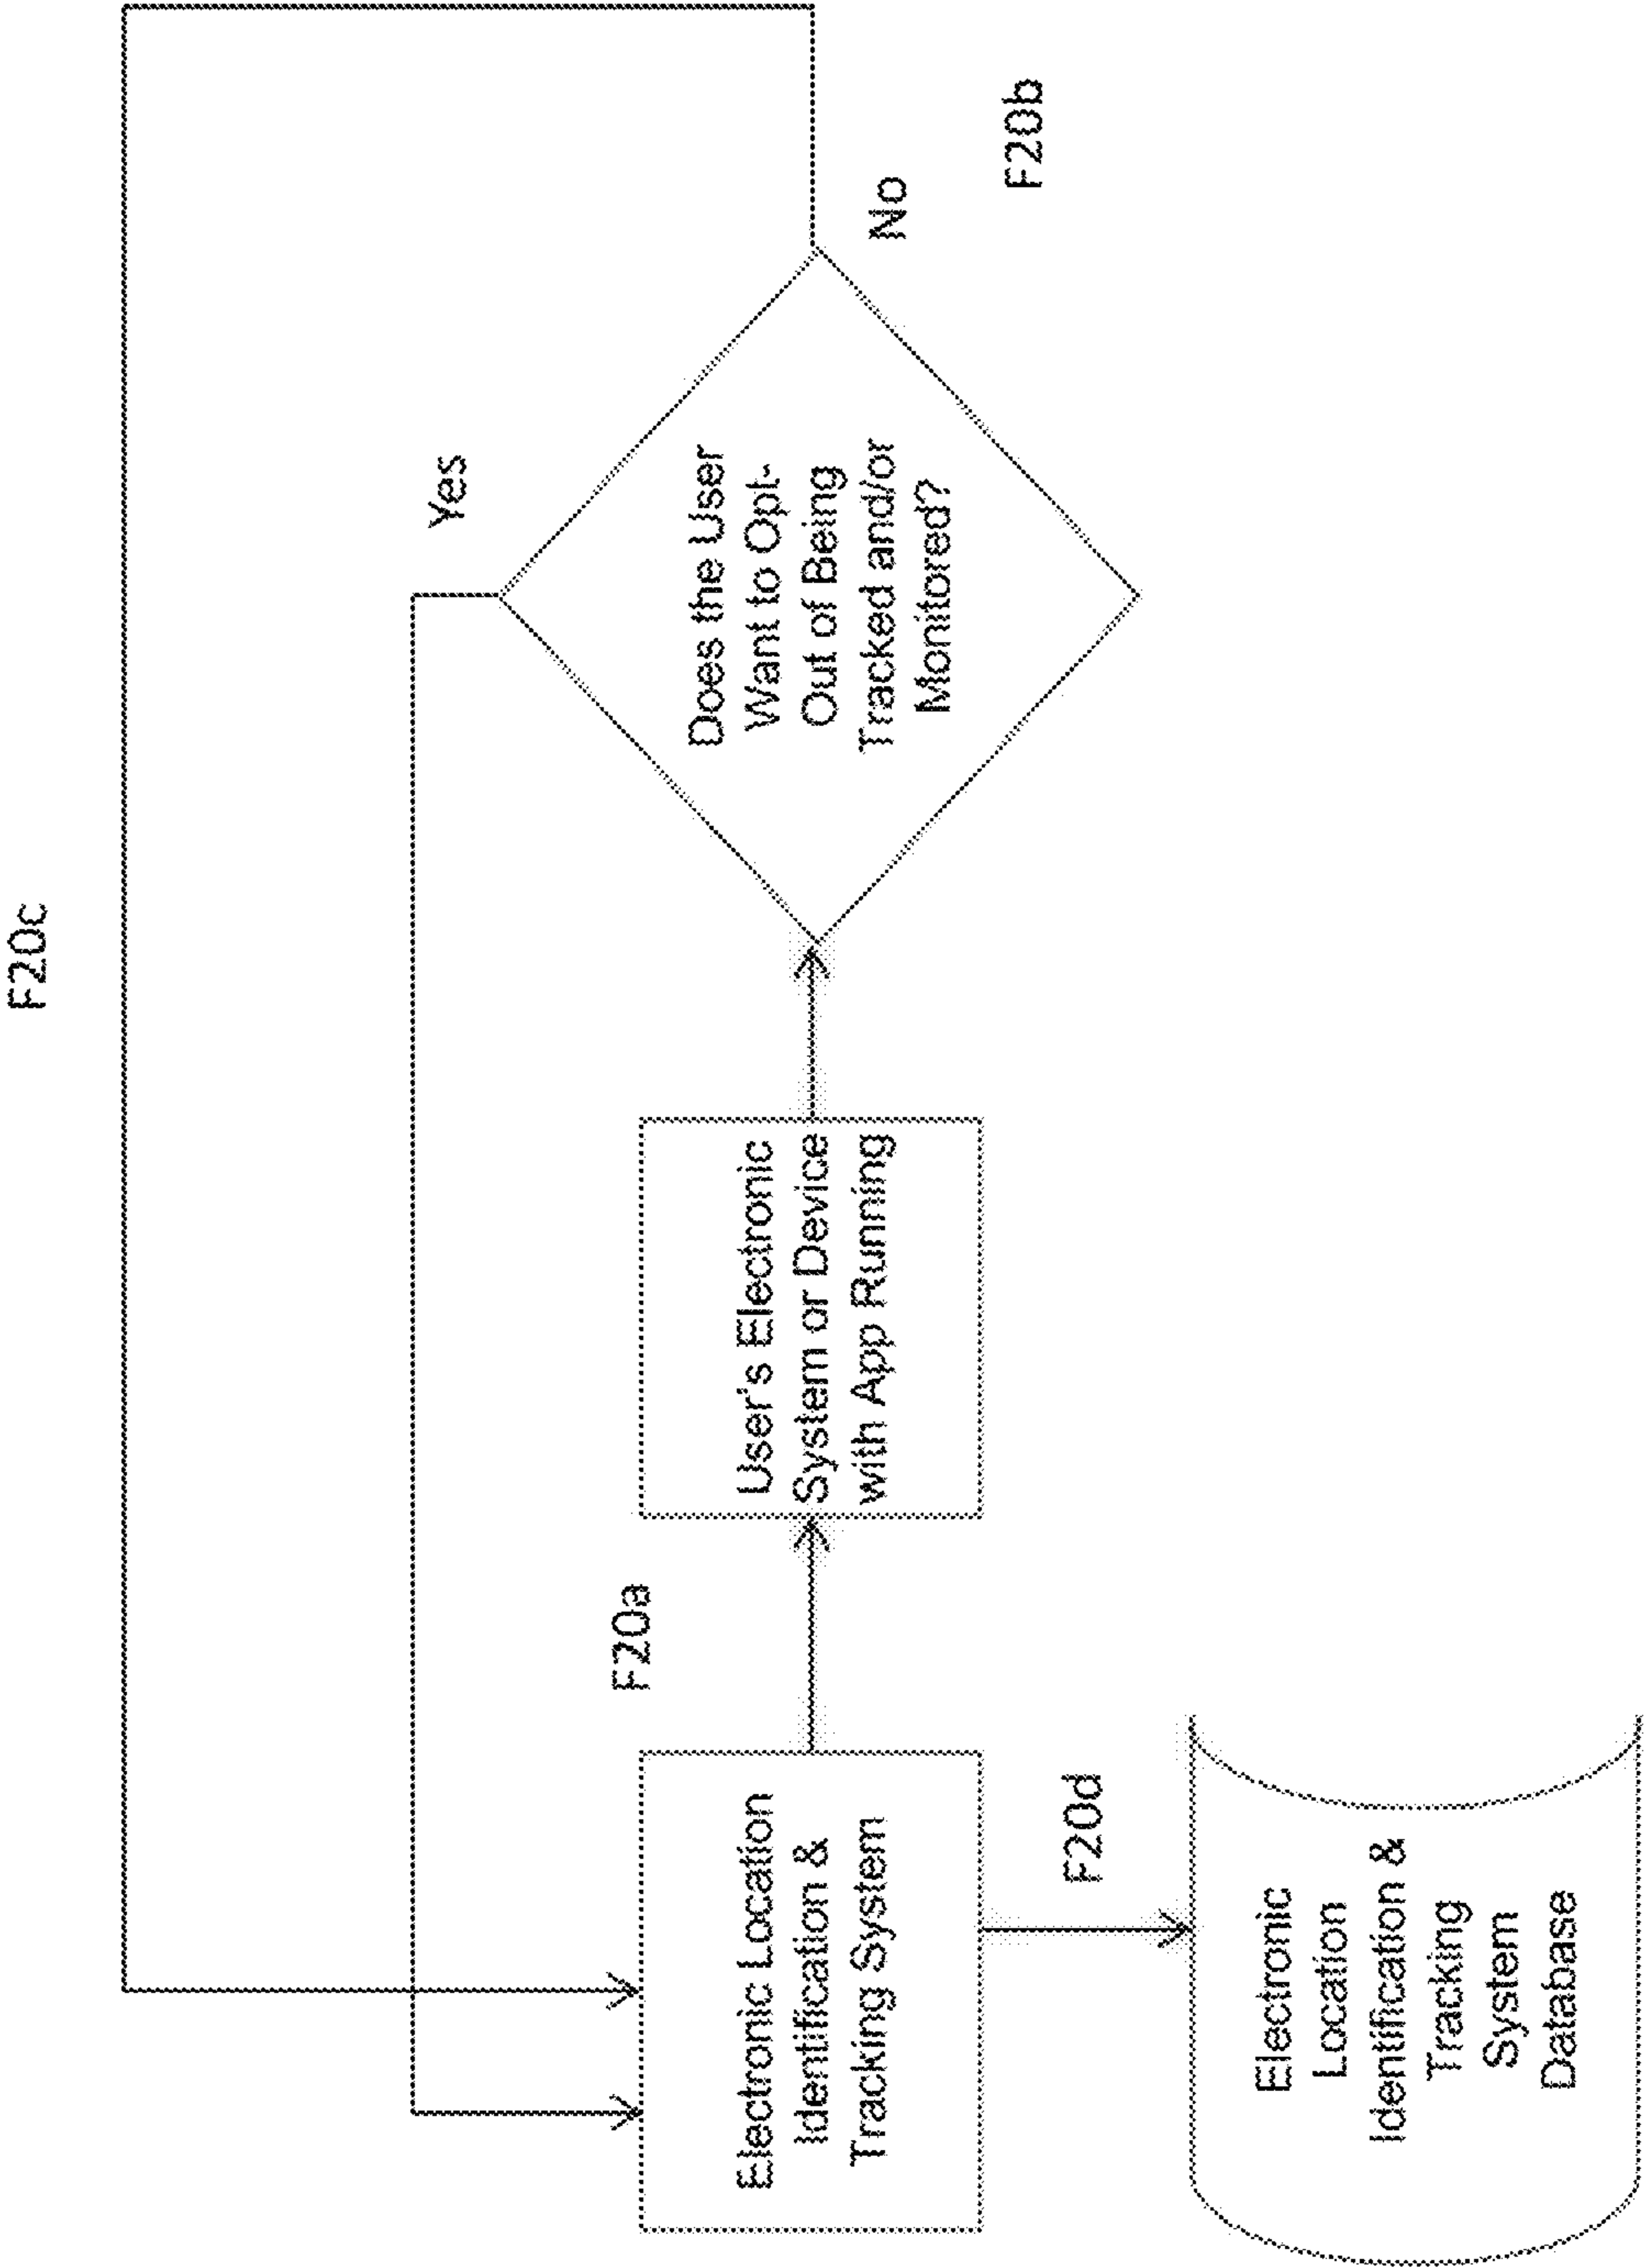 F20c
Yes
No
F20b
Does the User
Want to Opt-
Out of Being
Tracked and/or
Monitored?
User's Electronic
System or Device
with App Running
F20a
Electronic Location
Identification &
Tracking System
F20d
Electronic
Location
Identification &
Tracking
System
Database